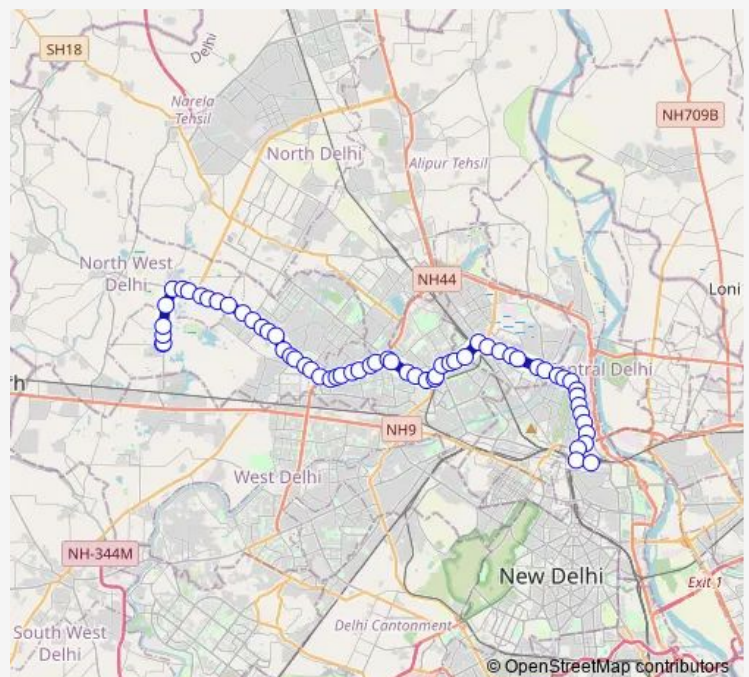 SH18
Delhi
Narela
Tehsil
NH709B
North Delhi
Alipur Tehsil
North West
Delhi
NH44
Loni
Central Delhi
NH9
West Delhi
NH-344M
New Delhi
Exit 1
South West
Delhi
Delhi Cantonment
© OpenStreetMap contributors